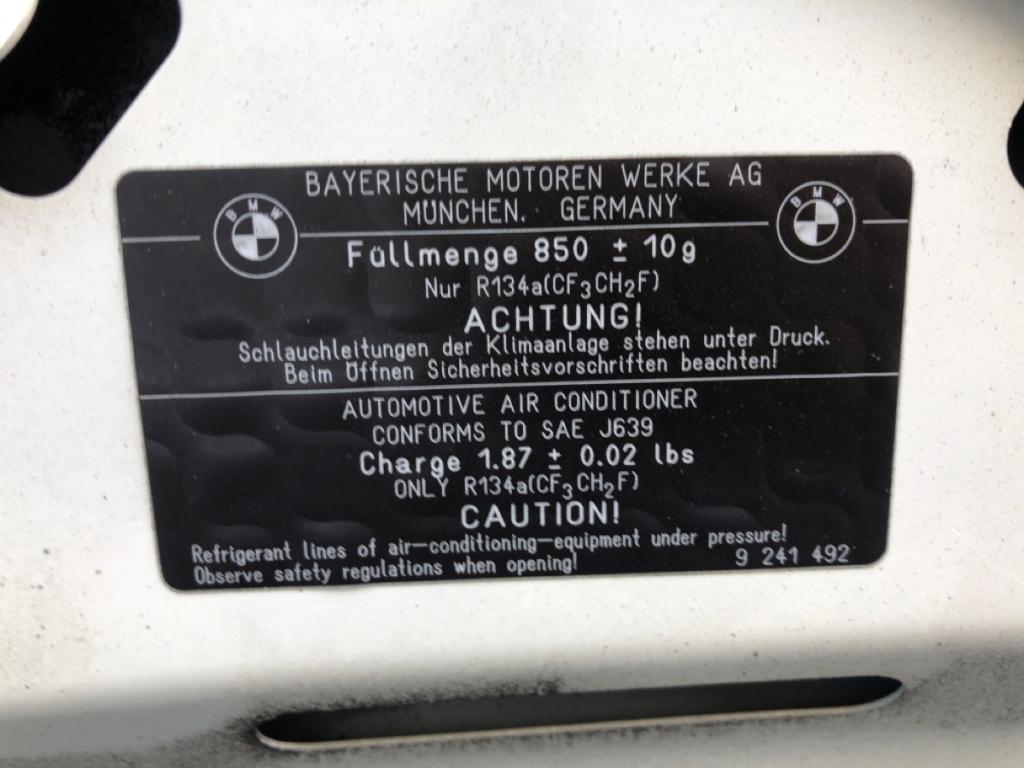 BAYERISCHE MOTOREN WERKE AG
MÜNCHEN. GERMANY
BMW
BMW
Füllmenge 850 ± 10g
Nur R134a(CF₃CH₂F)
ACHTUNG!
Schlauchleitungen der Klimaanlage stehen unter Druck.
Beim Öffnen Sicherheitsvorschriften beachten!
AUTOMOTIVE AIR CONDITIONER
CONFORMS TO SAE J639
Charge 1.87 ± 0.02 lbs
ONLY R134a(CF₃CH₂F)
CAUTION!
Refrigerant lines of air-conditioning-equipment under pressure!
Observe safety regulations when opening!
9 241 492